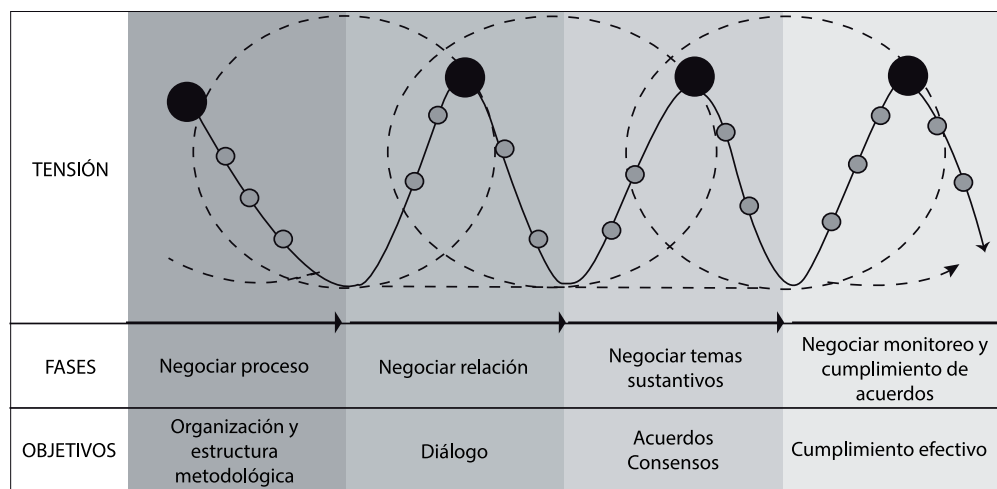 TENSIÓN
FASES
Negociar proceso
Negociar relación
Negociar temas
sustantivos
Negociar monitoreo y
cumplimiento de
acuerdos
OBJETIVOS
Organización y
estructura
metodológica
Diálogo
Acuerdos
Consensos
Cumplimiento efectivo